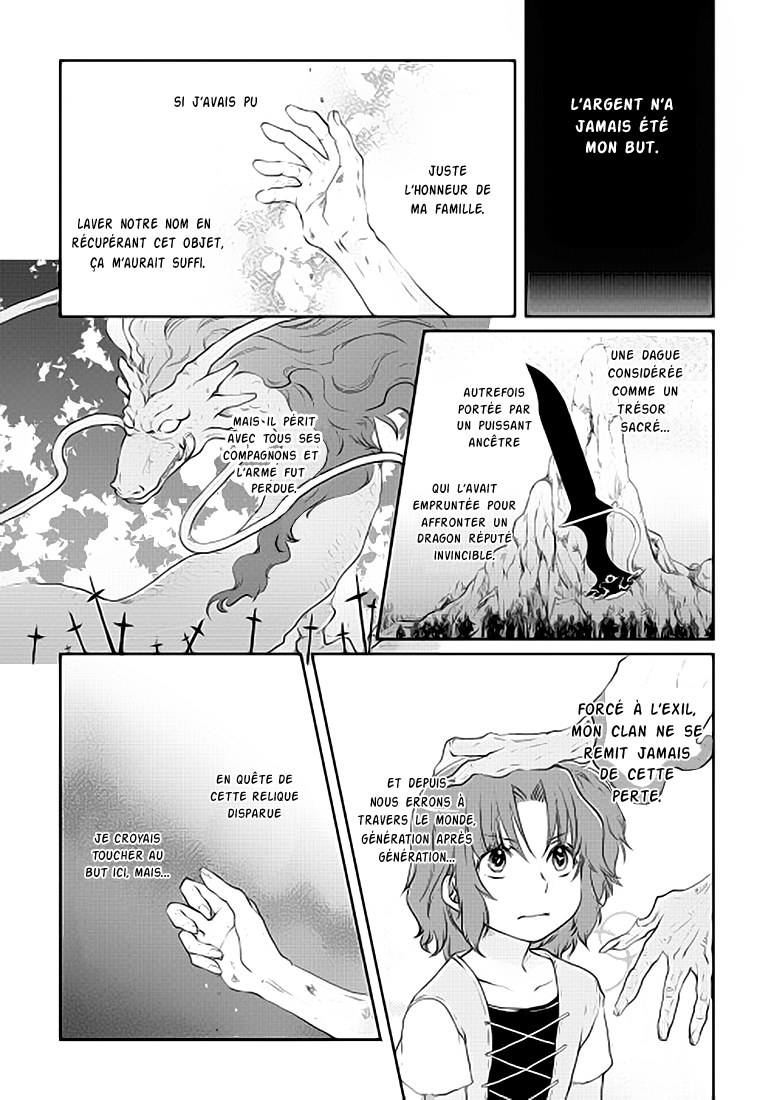 L'ARGENT N'A
JAMAIS ÉTÉ
MON BUT.
JUSTE
L'HONNEUR DE
MA FAMILLE.
SI J'AVAIS PU
LAVER NOTRE NOM EN
RÉCUPÉRANT CET OBJET,
ÇA M'AURAIT SUFFI.
UNE DAGUE
CONSIDÉRÉE
COMME UN
TRÉSOR
SACRÉ...
AUTREFOIS
PORTÉE PAR
UN PUISSANT
ANCÊTRE
QUI L'AVAIT
EMPRUNTÉE POUR
AFFRONTER UN
DRAGON RÉPUTÉ
INVINCIBLE.
MAIS IL PÉRIT
AVEC TOUS SES
COMPAGNONS ET
L'ARME FUT
PERDUE.
FORCÉ À L'EXIL,
MON CLAN NE SE
REMIT JAMAIS
DE CETTE
PERTE.
ET DEPUIS
NOUS ERRONS À
TRAVERS LE MONDE,
GÉNÉRATION APRÈS
GÉNÉRATION...
EN QUÊTE DE
CETTE RELIQUE
DISPARUE
JE CROYAIS
TOUCHER AU
BUT ICI, MAIS...